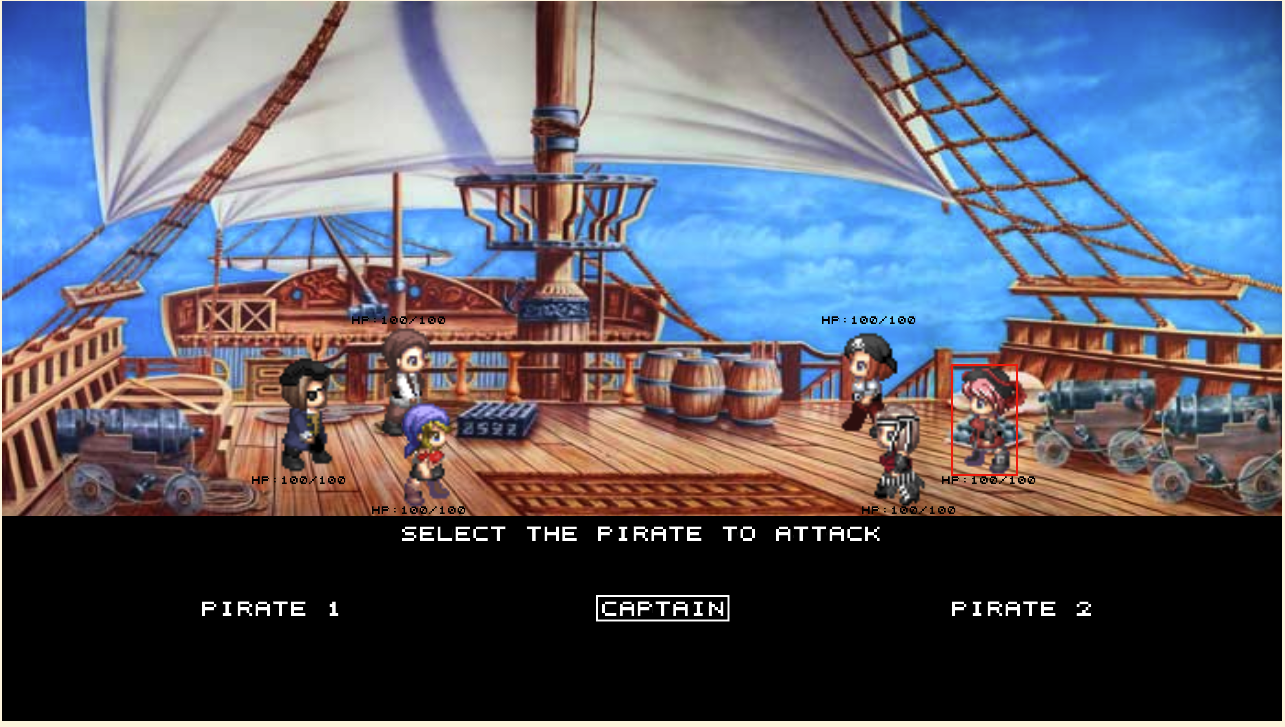 HP:100/100
HP:100/100
HP:100/100
HP:100/100
HP:100/100
HP:100/100
SELECT THE PIRATE TO ATTACK
PIRATE 1
CAPTAIN
PIRATE 2